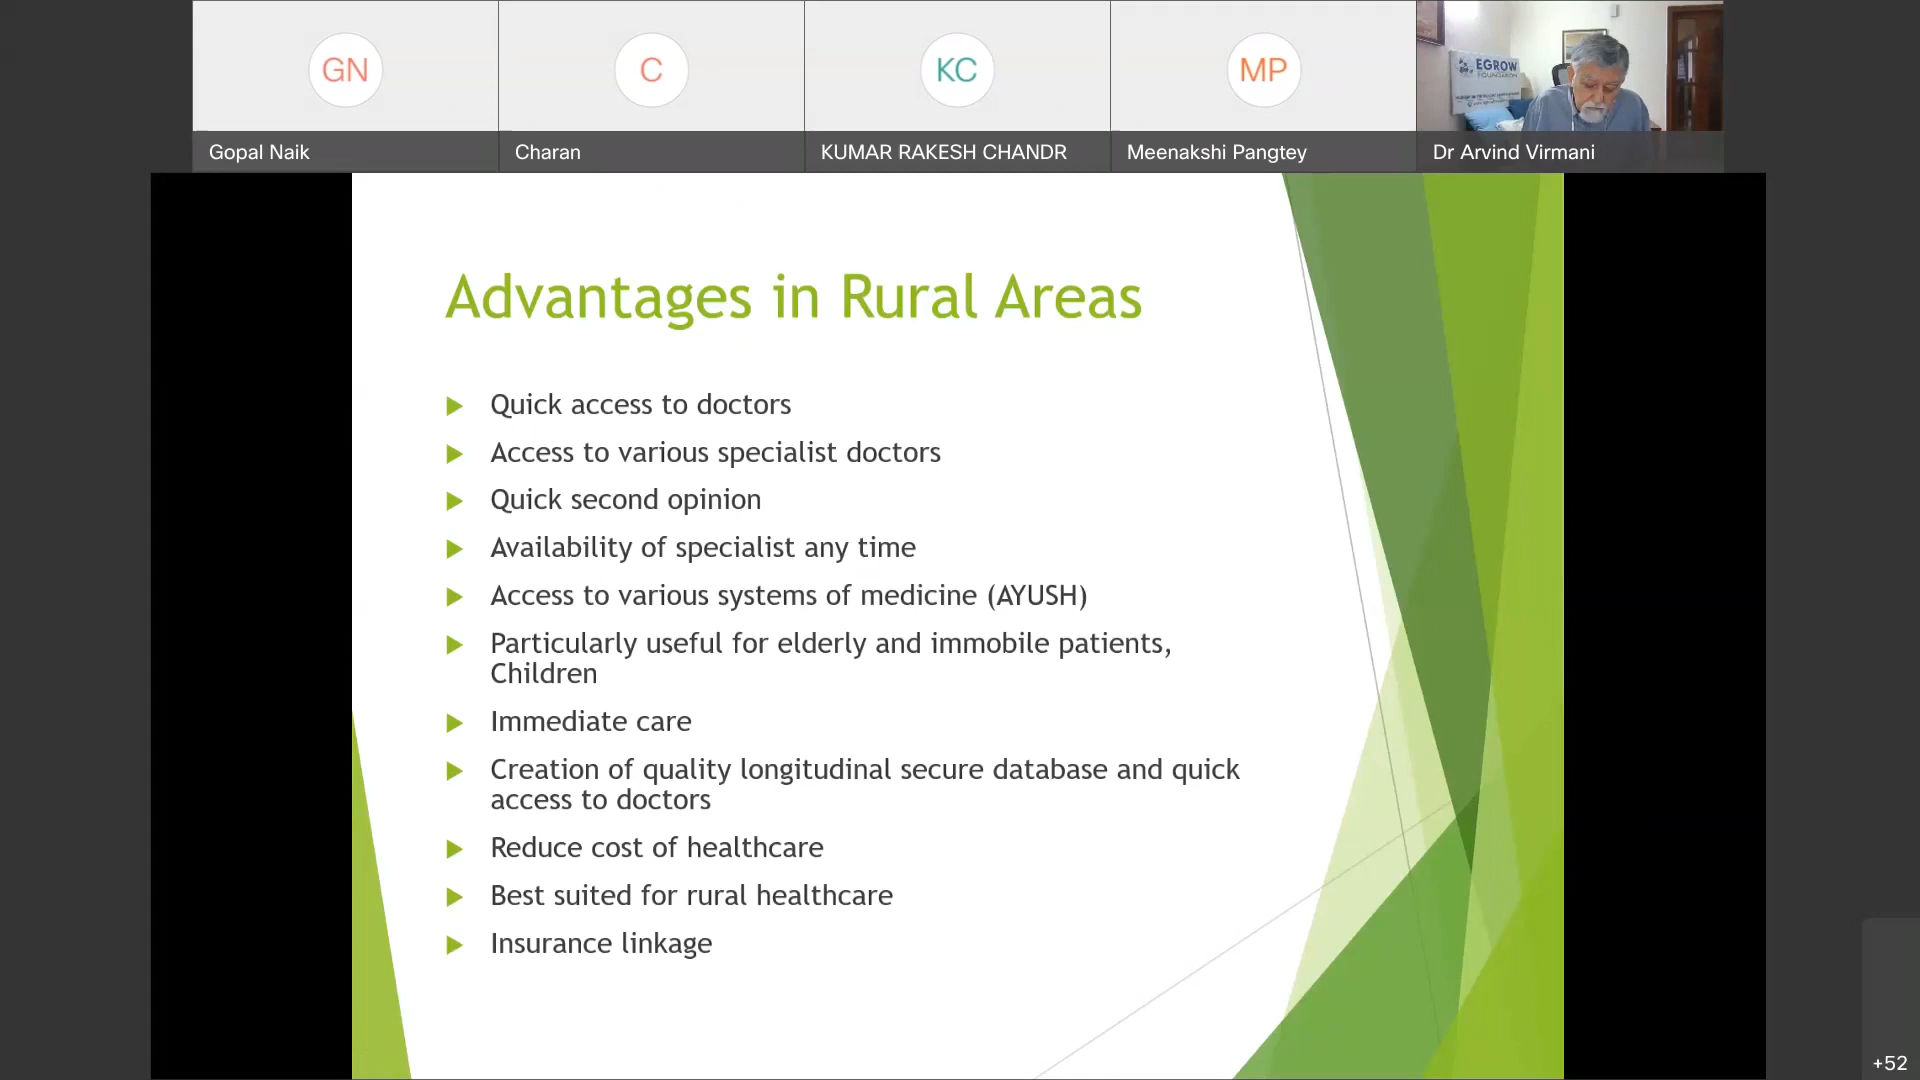 GN
C
KC
MP
EGROW
FOUNDATION
Gopal Naik
Charan
KUMAR RAKESH CHANDR
Meenakshi Pangtey
Dr Arvind Virmani
Advantages in Rural Areas
Quick access to doctors
Access to various specialist doctors
Quick second opinion
Availability of specialist any time
Access to various systems of medicine (AYUSH)
Particularly useful for elderly and immobile patients,
Children
Immediate care
Creation of quality longitudinal secure database and quick
access to doctors
Reduce cost of healthcare
Best suited for rural healthcare
Insurance linkage
+52